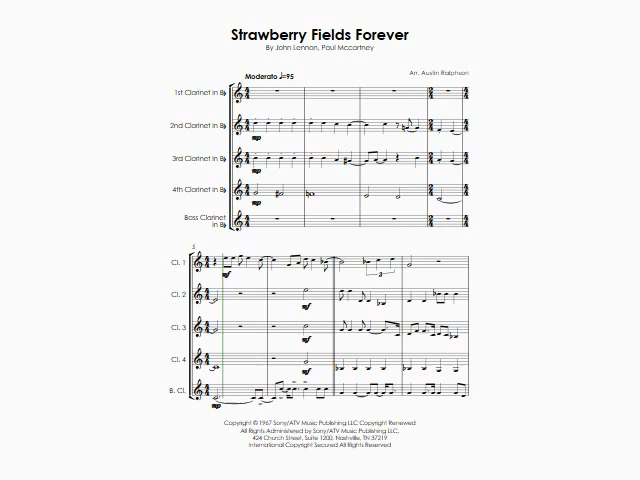 Strawberry Fields Forever
By John Lennon, Paul Mccartney
Arr. Austin Ralphson
Moderato ♩=95
1st Clarinet in B♭
2nd Clarinet in B♭
mp
3rd Clarinet in B♭
mp
4th Clarinet in B♭
mp
Bass Clarinet
in B♭
5
Cl. 1
mf
3
Cl. 2
mf
Cl. 3
mf
Cl. 4
mf
B. Cl.
mp
Copyright © 1967 Sony/ATV Music Publishing LLC Copyright Renewed
All Rights Administered by Sony/ATV Music Publishing LLC,
424 Church Street, Suite 1200, Nashville, TN 37219
International Copyright Secured All Rights Reserved